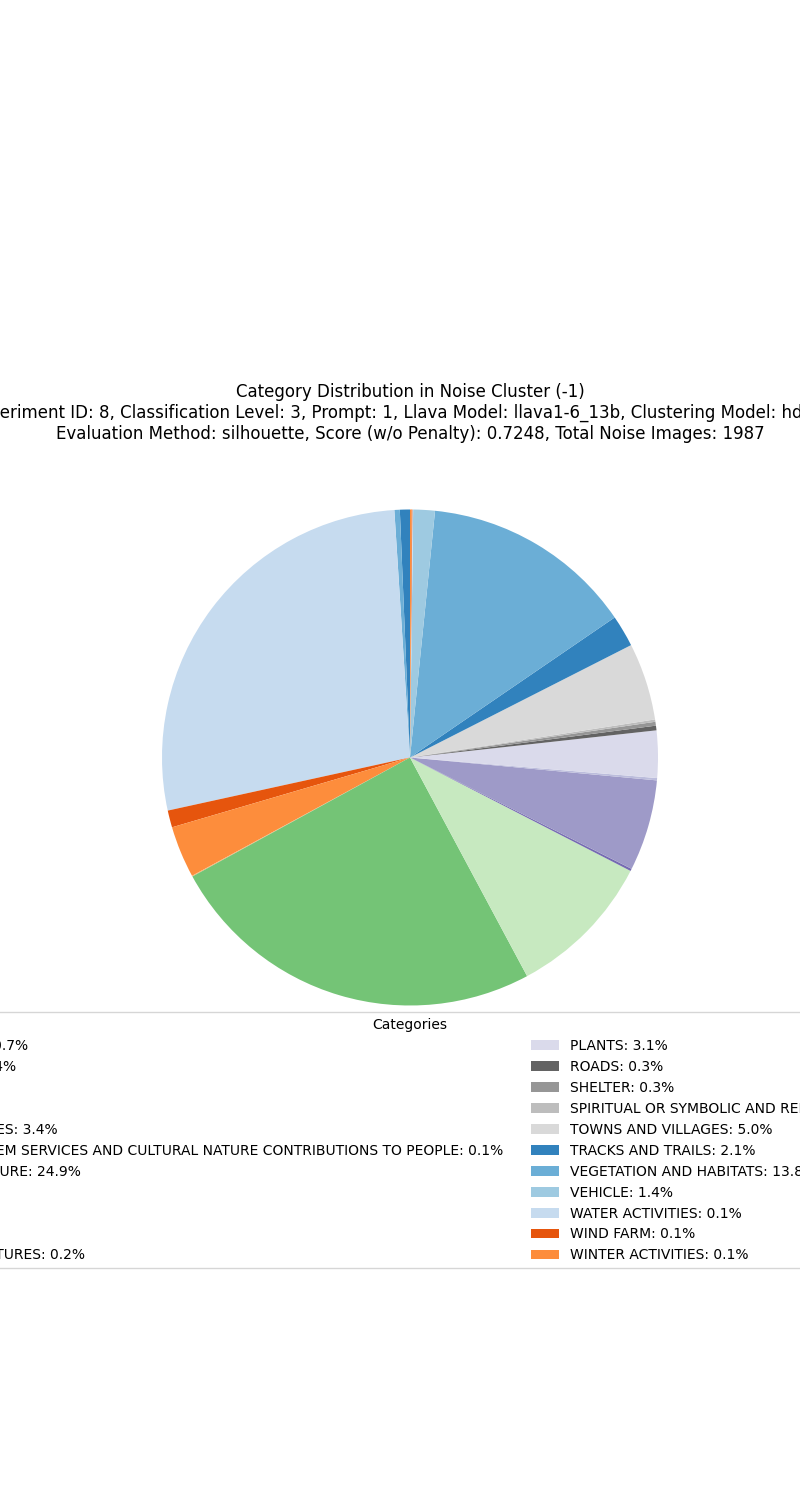 Category Distribution in Noise Cluster (-1)
eriment ID: 8, Classification Level: 3, Prompt: 1, Llava Model: llava1-6_13b, Clustering Model: hd
Evaluation Method: silhouette, Score (w/o Penalty): 0.7248, Total Noise Images: 1987
Categories
.7%
4%
ES: 3.4%
EM SERVICES AND CULTURAL NATURE CONTRIBUTIONS TO PEOPLE: 0.1%
URE: 24.9%
TURES: 0.2%
PLANTS: 3.1%
ROADS: 0.3%
SHELTER: 0.3%
SPIRITUAL OR SYMBOLIC AND RE
TOWNS AND VILLAGES: 5.0%
TRACKS AND TRAILS: 2.1%
VEGETATION AND HABITATS: 13.8
VEHICLE: 1.4%
WATER ACTIVITIES: 0.1%
WIND FARM: 0.1%
WINTER ACTIVITIES: 0.1%